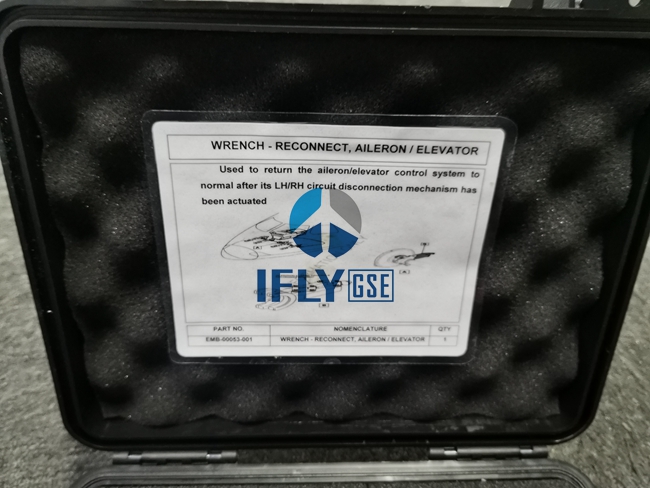 WRENCH - RECONNECT, AILERON / ELEVATOR
Used to return the aileron/elevator control system to
normal after its LH/RH circuit disconnection mechanism has
been actuated
IFLY GSE
PART NO. NOMENCLATURE QTY
EMB-00053-001 WRENCH - RECONNECT, AILERON / ELEVATOR 1